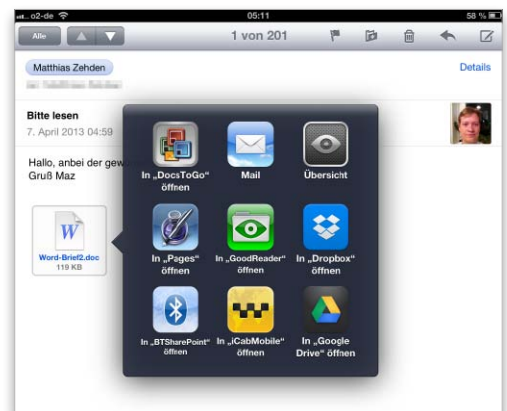 o2-de 05:11 58 %
Alle 1 von 201
Matthias Zehden Details
Bitte lesen
7. April 2013 04:59
Hallo, anbei der
Gruß Maz
W
Word-Brief2.doc
119 KB
In „DocsToGo“ öffnen
Mail
Übersicht
In „Pages“ öffnen
In „GoodReader“ öffnen
In „Dropbox“ öffnen
In „BTSharePoint“ öffnen
In „iCabMobile“ öffnen
In „Google Drive“ öffnen